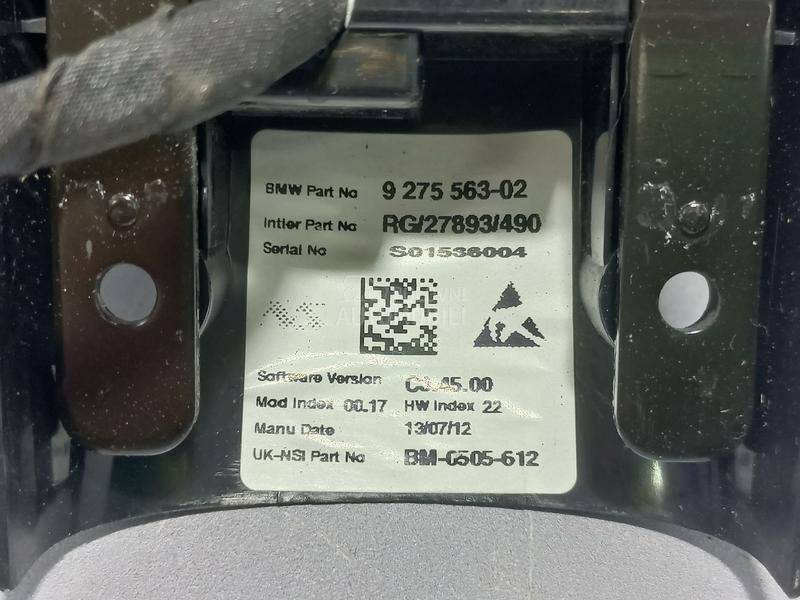 BMW Part No 9 275 563-02
Intier Part No RG/27893/490
Serial No S01536004
Software Version
Mod Index 00.17 HW Index 22
Manu Date 13/07/12
UK-NSI Part No BM-0505-612